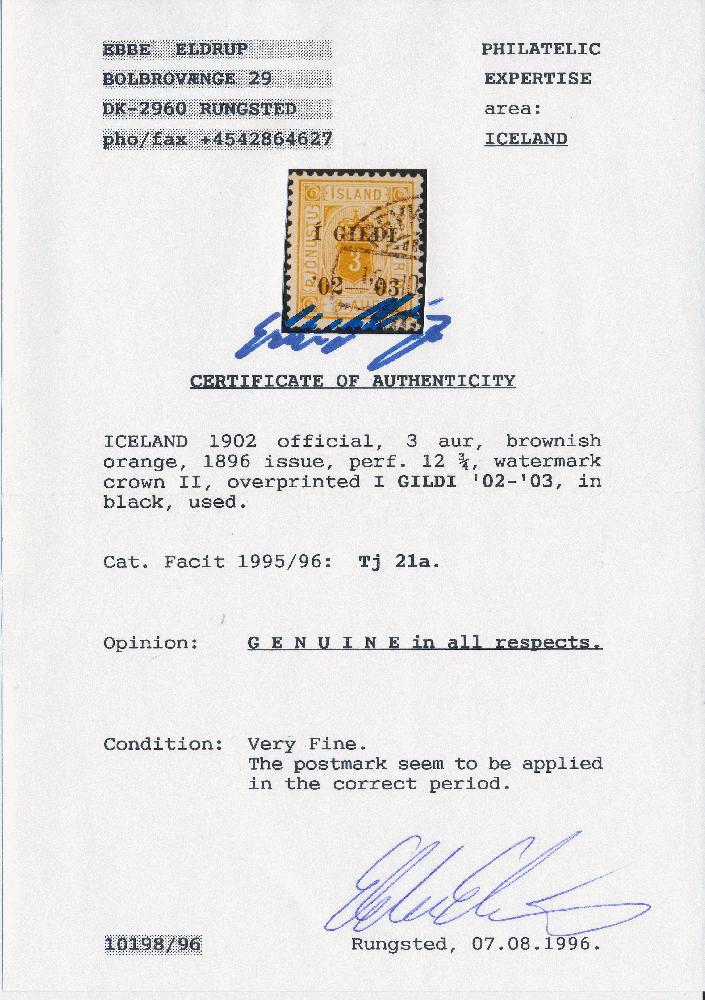 EBBE ELDRUP
BOLBROVÆNGE 29
DK-2960 RUNGSTED
pho/fax +4542864627
PHILATELIC
EXPERTISE
area:
ICELAND
ÍSLAND
Í GILDI
3
'02—03
CERTIFICATE OF AUTHENTICITY
ICELAND 1902 official, 3 aur, brownish
orange, 1896 issue, perf. 12 ¾, watermark
crown II, overprinted I GILDI '02-'03, in
black, used.
Cat. Facit 1995/96: Tj 21a.
Opinion: G E N U I N E in all respects.
Condition: Very Fine.
The postmark seem to be applied
in the correct period.
10198/96
Rungsted, 07.08.1996.